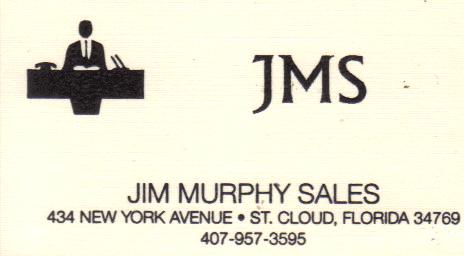 JMS
JIM MURPHY SALES
434 NEW YORK AVENUE • ST. CLOUD, FLORIDA 34769
407-957-3595